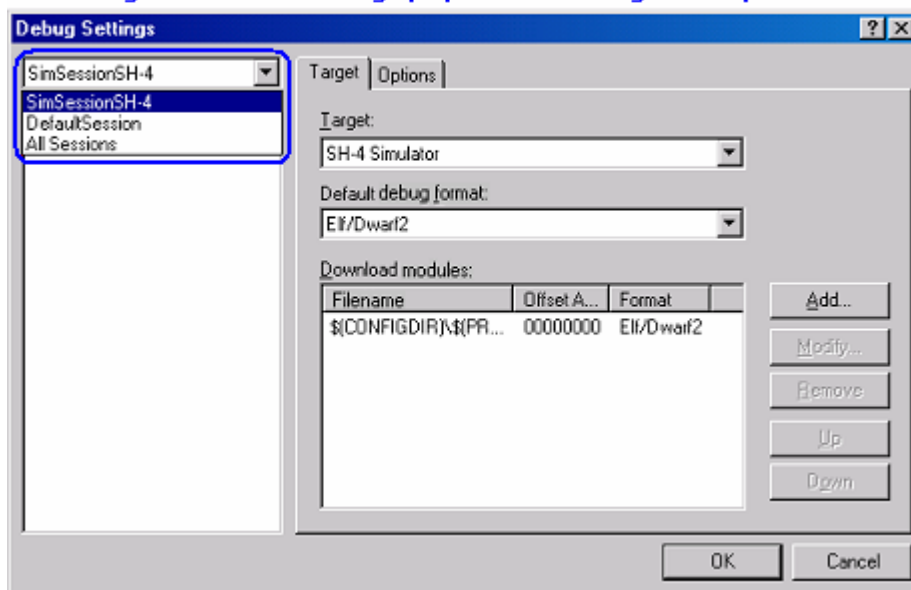 Debug Settings
SimSessionSH-4
SimSessionSH-4
DefaultSession
All Sessions
Target
Options
Target:
SH-4 Simulator
Default debug format:
Elf/Dwarf2
Download modules:
Filename
Offset A...
Format
$(CONFIGDIR)\$(PR...
00000000
Elf/Dwarf2
Add...
Modify...
Remove
Up
Down
OK
Cancel